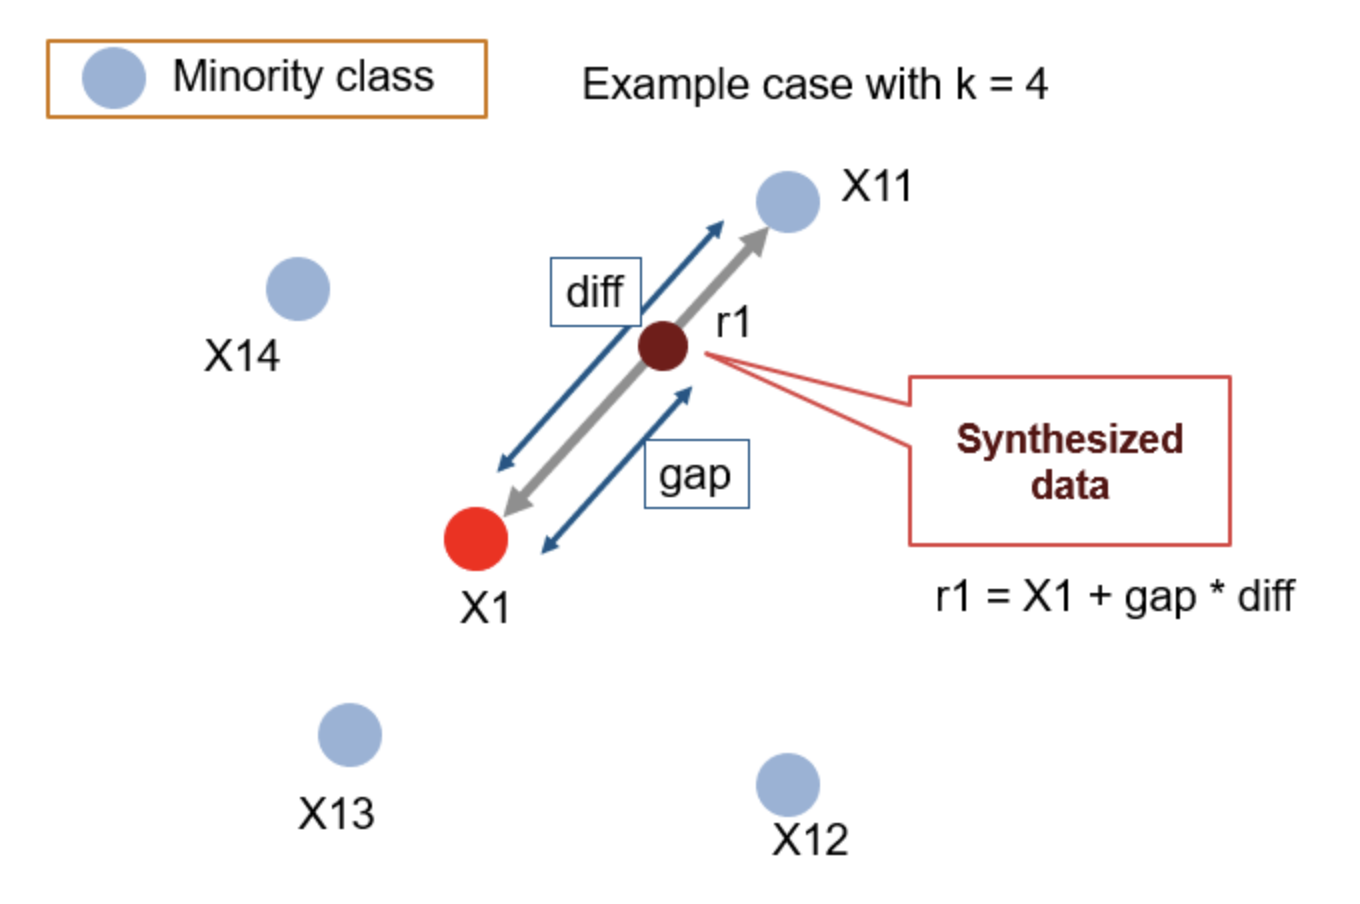 Minority class
Example case with k = 4
X11
diff
r1
X14
Synthesized
data
gap
r1 = X1 + gap * diff
X1
X13
X12